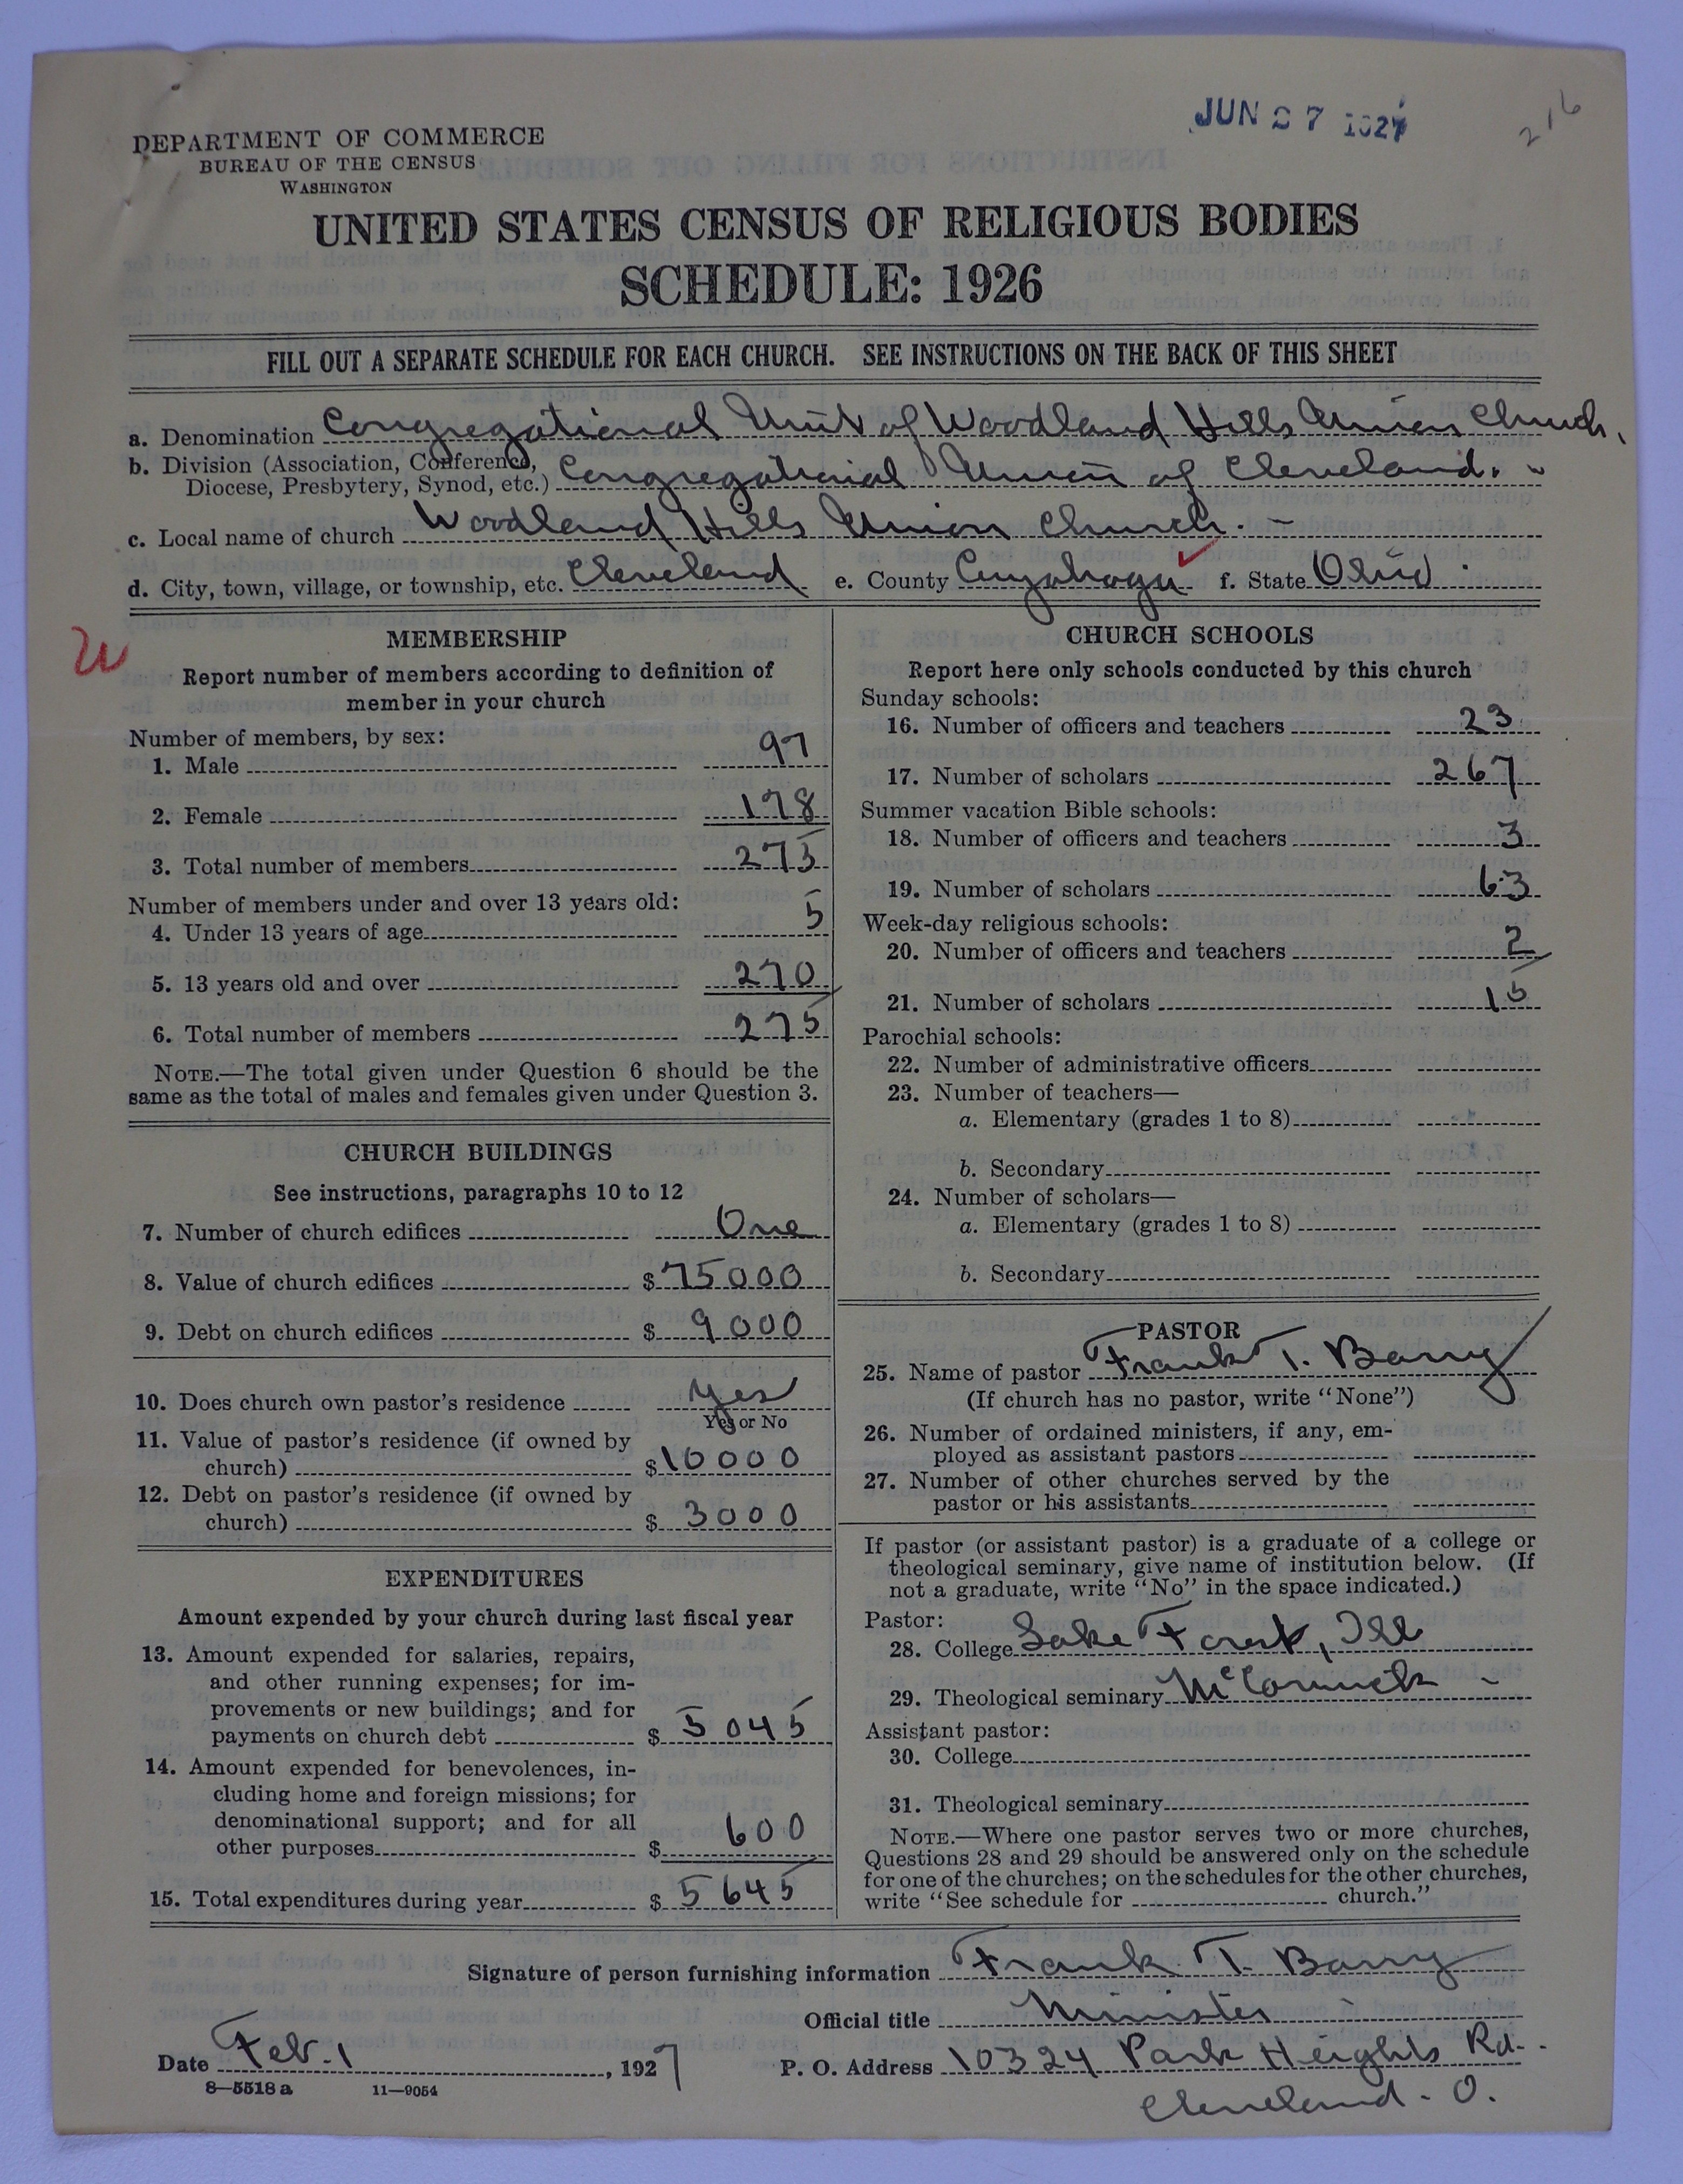 JUN 27 1927
216
DEPARTMENT OF COMMERCE
BUREAU OF THE CENSUS
WASHINGTON
UNITED STATES CENSUS OF RELIGIOUS BODIES
SCHEDULE: 1926
FILL OUT A SEPARATE SCHEDULE FOR EACH CHURCH. SEE INSTRUCTIONS ON THE BACK OF THIS SHEET
a. Denomination Congregational Unit of Woodland Hills Union Church.
b. Division (Association, Conference,
Diocese, Presbytery, Synod, etc.) Congregational Union of Cleveland.
c. Local name of church Woodland Hills Union Church.
d. City, town, village, or township, etc. Cleveland e. County Cuyahoga f. State Ohio.
MEMBERSHIP
Report number of members according to definition of
member in your church
Number of members, by sex:
1. Male 97
2. Female 178
3. Total number of members 275
Number of members under and over 13 years old:
4. Under 13 years of age 5
5. 13 years old and over 270
6. Total number of members 275
NOTE.—The total given under Question 6 should be the
same as the total of males and females given under Question 3.
CHURCH BUILDINGS
See instructions, paragraphs 10 to 12
7. Number of church edifices One
8. Value of church edifices $75000
9. Debt on church edifices $ 9000
10. Does church own pastor's residence Yes
Yes or No
11. Value of pastor's residence (if owned by
church) $10000
12. Debt on pastor's residence (if owned by
church) $ 3000
EXPENDITURES
Amount expended by your church during last fiscal year
13. Amount expended for salaries, repairs,
and other running expenses; for im-
provements or new buildings; and for
payments on church debt $ 5045
14. Amount expended for benevolences, in-
cluding home and foreign missions; for
denominational support; and for all
other purposes $ 600
15. Total expenditures during year $ 5645
CHURCH SCHOOLS
Report here only schools conducted by this church
Sunday schools:
16. Number of officers and teachers 23
17. Number of scholars 267
Summer vacation Bible schools:
18. Number of officers and teachers 3
19. Number of scholars 63
Week-day religious schools:
20. Number of officers and teachers 2
21. Number of scholars 15
Parochial schools:
22. Number of administrative officers
23. Number of teachers—
a. Elementary (grades 1 to 8)
b. Secondary
24. Number of scholars—
a. Elementary (grades 1 to 8)
b. Secondary
PASTOR
25. Name of pastor Frank T. Barry
(If church has no pastor, write "None")
26. Number of ordained ministers, if any, em-
ployed as assistant pastors
27. Number of other churches served by the
pastor or his assistants
If pastor (or assistant pastor) is a graduate of a college or
theological seminary, give name of institution below. (If
not a graduate, write "No" in the space indicated.)
Pastor:
28. College Lake Forest, Ill
29. Theological seminary McCormick
Assistant pastor:
30. College
31. Theological seminary
NOTE.—Where one pastor serves two or more churches,
Questions 28 and 29 should be answered only on the schedule
for one of the churches; on the schedules for the other churches,
write "See schedule for church."
Signature of person furnishing information Frank T. Barry
Official title Minister
Date Feb. 1, 1927 P. O. Address 10324 Park Heights Rd.
8—5518 a 11—9054
Cleveland. O.